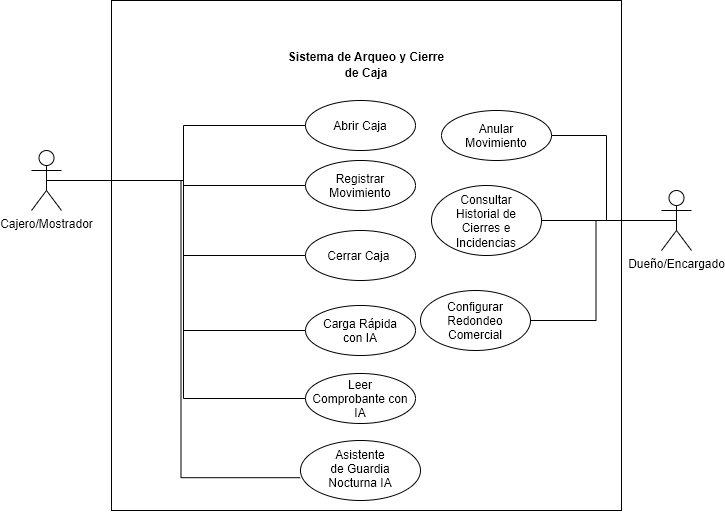 Sistema de Arqueo y Cierre
de Caja
Abrir Caja
Registrar
Movimiento
Cerrar Caja
Carga Rápida
con IA
Leer
Comprobante con
IA
Asistente
de Guardia
Nocturna IA
Anular
Movimiento
Consultar
Historial de
Cierres e
Incidencias
Configurar
Redondeo
Comercial
Cajero/Mostrador
Dueño/Encargado